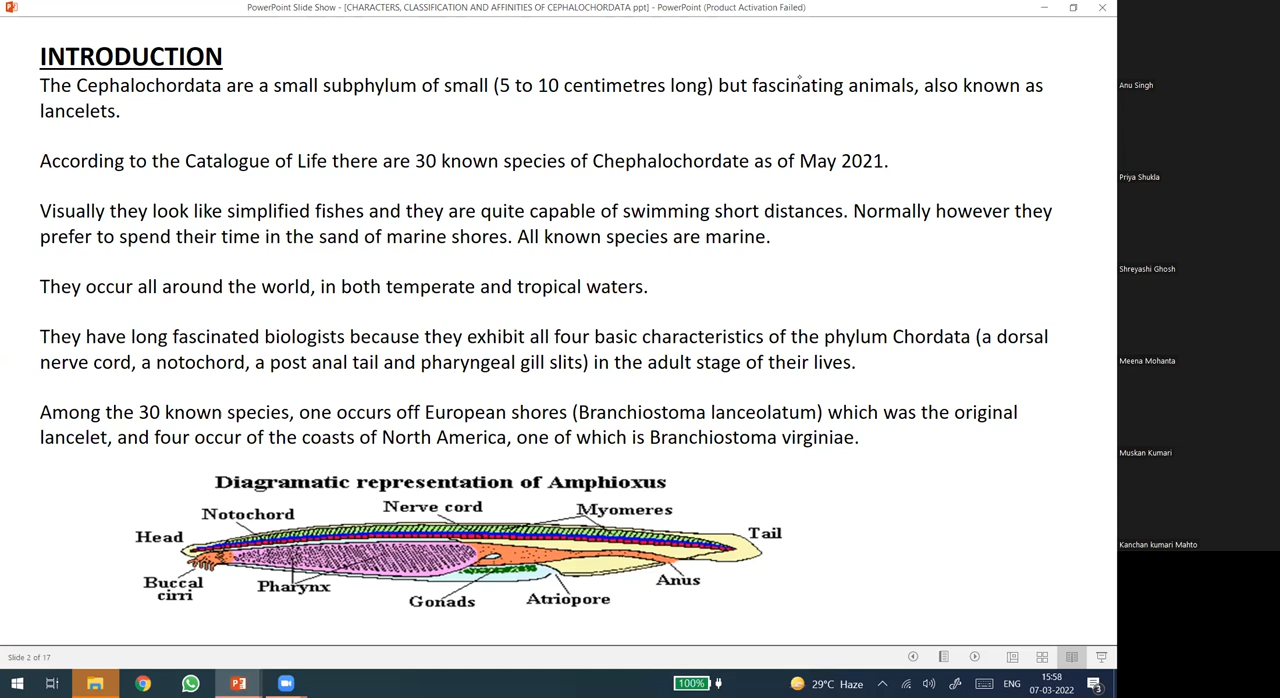 PowerPoint Slide Show - [CHARACTERS, CLASSIFICATION AND AFFINITIES OF CEPHALOCHORDATA ppt] - PowerPoint (Product Activation Failed)
INTRODUCTION
The Cephalochordata are a small subphylum of small (5 to 10 centimetres long) but fascinating animals, also known as
lancelets.
According to the Catalogue of Life there are 30 known species of Chephalochordate as of May 2021.
Visually they look like simplified fishes and they are quite capable of swimming short distances. Normally however they
prefer to spend their time in the sand of marine shores. All known species are marine.
They occur all around the world, in both temperate and tropical waters.
They have long fascinated biologists because they exhibit all four basic characteristics of the phylum Chordata (a dorsal
nerve cord, a notochord, a post anal tail and pharyngeal gill slits) in the adult stage of their lives.
Among the 30 known species, one occurs off European shores (Branchiostoma lanceolatum) which was the original
lancelet, and four occur of the coasts of North America, one of which is Branchiostoma virginiae.
Diagramatic representation of Amphioxus
Notochord
Nerve cord
Myomeres
Head
Tail
Buccal
cirri
Pharynx
Gonads
Atriopore
Anus
Anu Singh
Priya Shukla
Shreyashi Ghosh
Meena Mohanta
Muskan Kumari
Kanchan kumari Mahto
Slide 2 of 17
100%
29°C Haze
ENG
15:58
07-03-2022
3